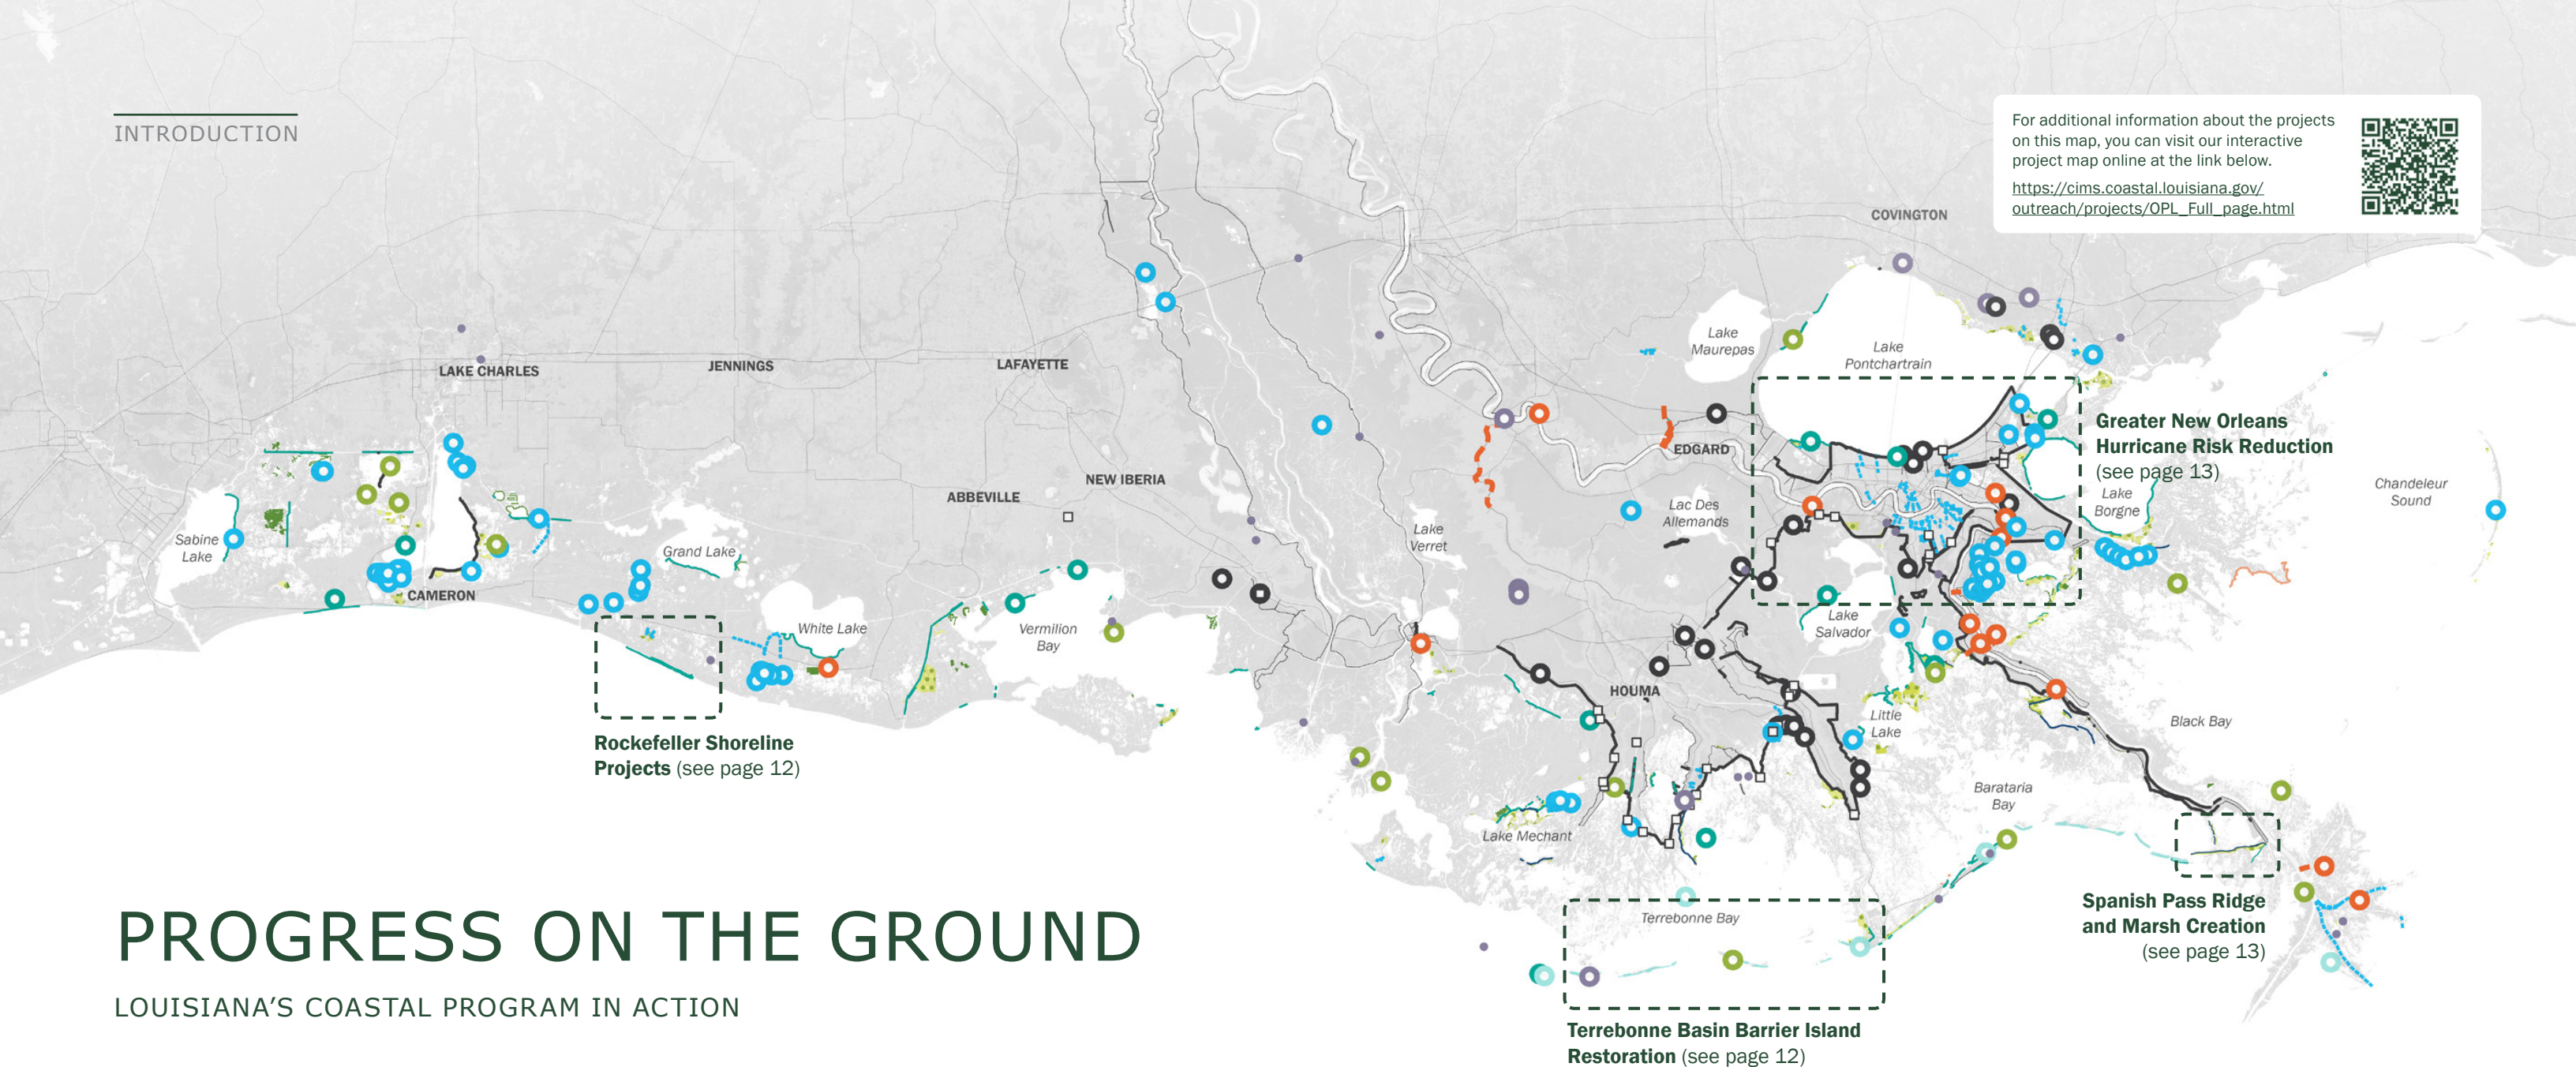 INTRODUCTION
For additional information about the projects
on this map, you can visit our interactive
project map online at the link below.
https://cims.coastal.louisiana.gov/
outreach/projects/OPL_Full_page.html
COVINGTON
Lake
Maurepas
Lake
Pontchartrain
LAKE CHARLES
JENNINGS
LAFAYETTE
Greater New Orleans
Hurricane Risk Reduction
(see page 13)
EDGARD
NEW IBERIA
ABBEVILLE
Lake
Borgne
Chandeleur
Sound
Lac Des
Allemands
Lake
Verret
Sabine
Lake
Grand Lake
CAMERON
White Lake
Vermilion
Bay
Lake
Salvador
HOUMA
Little
Lake
Black Bay
Rockefeller Shoreline
Projects (see page 12)
Barataria
Bay
Lake Mechant
Terrebonne Bay
Spanish Pass Ridge
and Marsh Creation
(see page 13)
PROGRESS ON THE GROUND
LOUISIANA’S COASTAL PROGRAM IN ACTION
Terrebonne Basin Barrier Island
Restoration (see page 12)